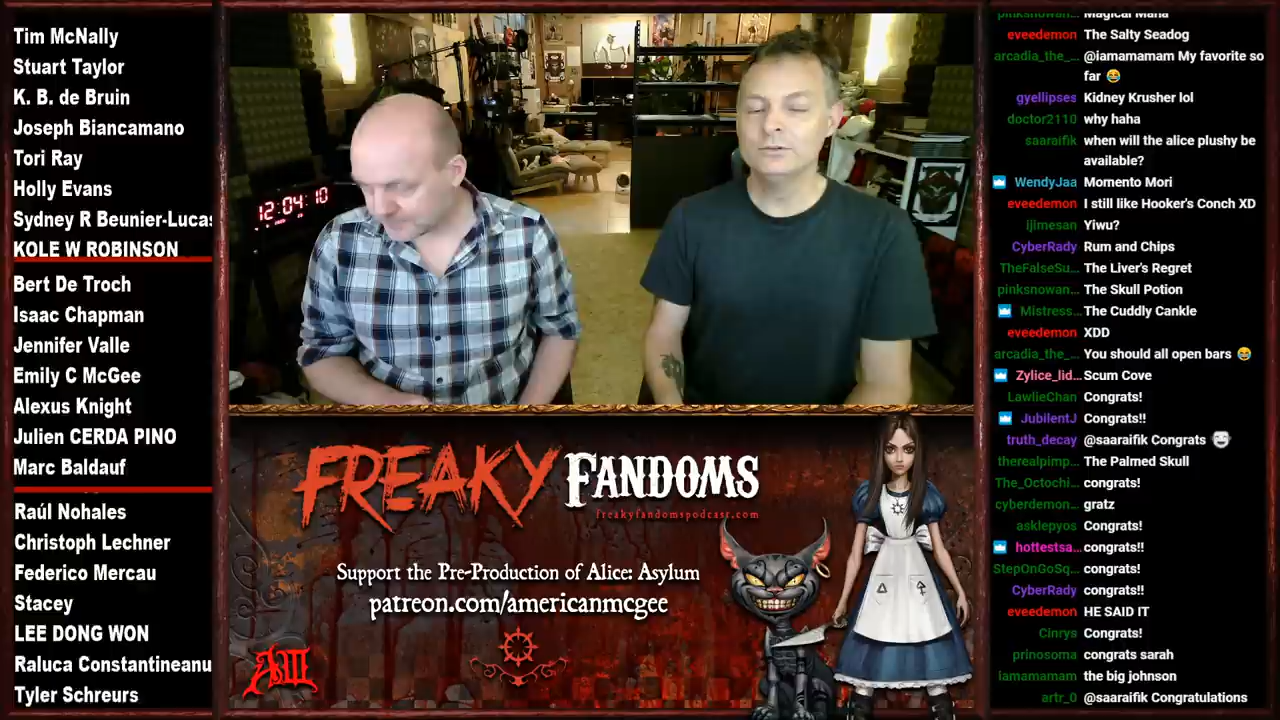 Tim McNally
Stuart Taylor
K. B. de Bruin
Joseph Biancamano
Tori Ray
Holly Evans
Sydney R Beunier-Lucas
KOLE W ROBINSON
Bert De Troch
Isaac Chapman
Jennifer Valle
Emily C McGee
Alexus Knight
Julien CERDA PINO
Marc Baldauf
Raúl Nohales
Christoph Lechner
Federico Mercau
Stacey
LEE DONG WON
Raluca Constantineanu
Tyler Schreurs
12:04:10
FREAKY FANDOMS
freakyfandomspodcast.com
Support the Pre-Production of Alice: Asylum
patreon.com/americanmcgee
pinksnowan... Magical Mana
eveedemon The Salty Seadog
arcadia_the_... @iamamamam My favorite so
far 😂
gyellipses Kidney Krusher lol
doctor2110 why haha
saaraifik when will the alice plushy be
available?
WendyJaa Momento Mori
eveedemon I still like Hooker's Conch XD
ijlmesan Yiwu?
CyberRady Rum and Chips
TheFalseSu... The Liver's Regret
pinksnowan... The Skull Potion
Mistress... The Cuddly Cankle
eveedemon XDD
arcadia_the_... You should all open bars 😂
Zylice_lid... Scum Cove
LawlieChan Congrats!
JubilentJ Congrats!!
truth_decay @saaraifik Congrats
therealpimp... The Palmed Skull
The_Octochi... congrats!
cyberdemon... gratz
asklepyos Congrats!
hottestsa... congrats!!
StepOnGoSq... congrats!
CyberRady congrats!!
eveedemon HE SAID IT
Cinrys Congrats!
prinosoma congrats sarah
iamamamam the big johnson
artr_0 @saaraifik Congratulations